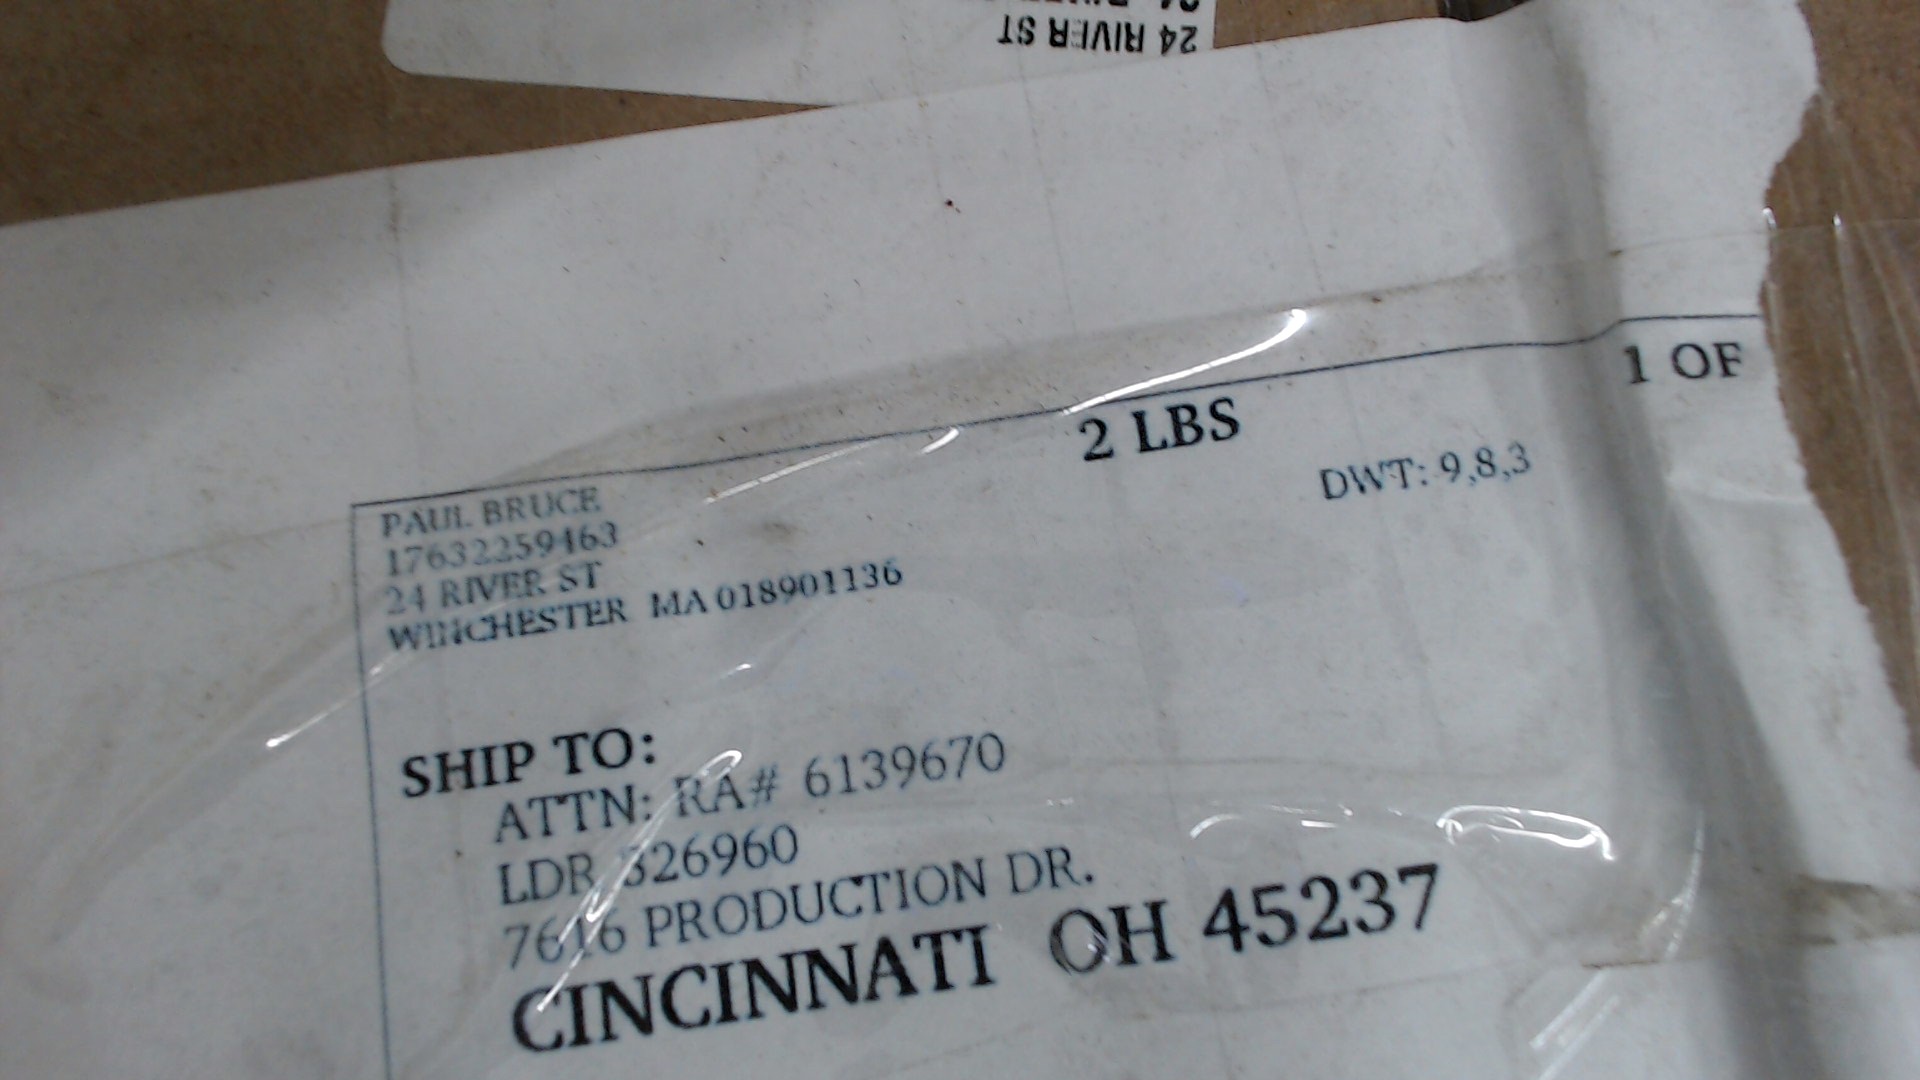 24 RIVER ST
2 LBS
1 OF
DWT: 9,8,3
PAUL BRUCE
17632259463
24 RIVER ST
WINCHESTER MA 018901136
SHIP TO:
ATTN: RA# 6139670
LDR 326960
7616 PRODUCTION DR.
CINCINNATI OH 45237